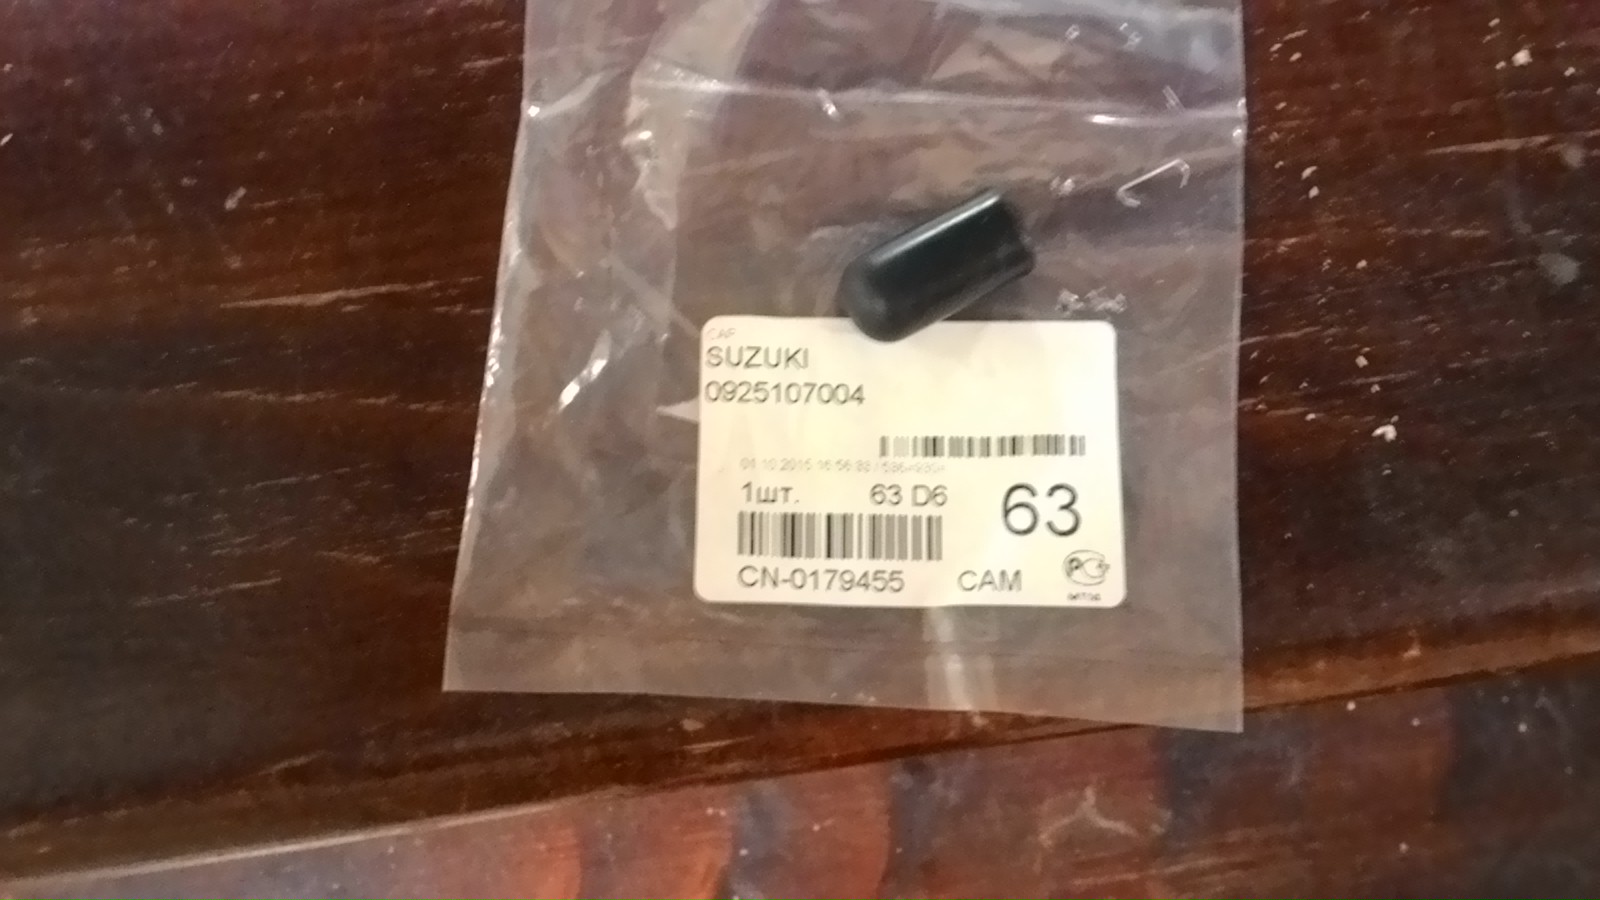 CAP
SUZUKI
0925107004
1шт. 63 D6 63
CN-0179455 CAM